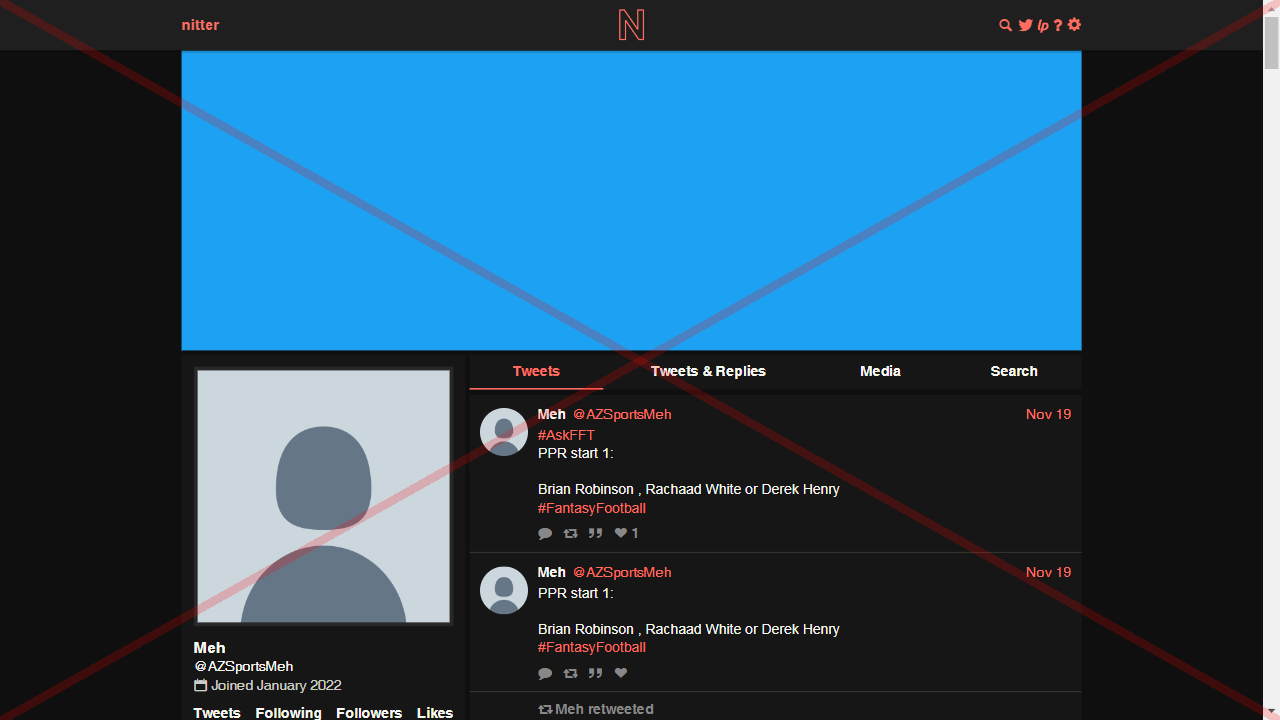 nitter
N
lp ?
Tweets Tweets & Replies Media Search
Meh @AZSportsMeh Nov 19
#AskFFT
PPR start 1:
Brian Robinson , Rachaad White or Derek Henry
#FantasyFootball
1
Meh @AZSportsMeh Nov 19
PPR start 1:
Brian Robinson , Rachaad White or Derek Henry
#FantasyFootball
Meh retweeted
Meh
@AZSportsMeh
Joined January 2022
Tweets Following Followers Likes